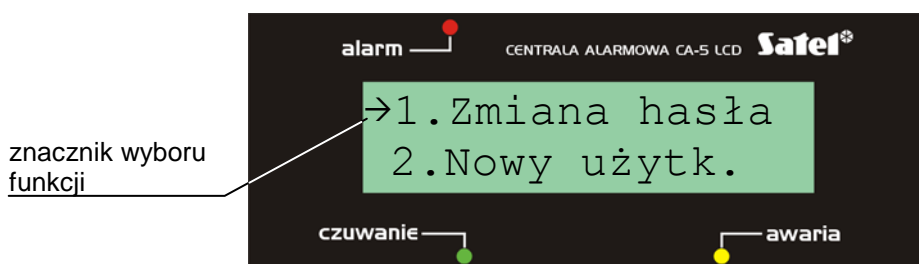 alarm
CENTRALA ALARMOWA CA-5 LCD Satel
→1.Zmiana hasła
2.Nowy użytk.
znacznik wyboru
funkcji
czuwanie
awaria